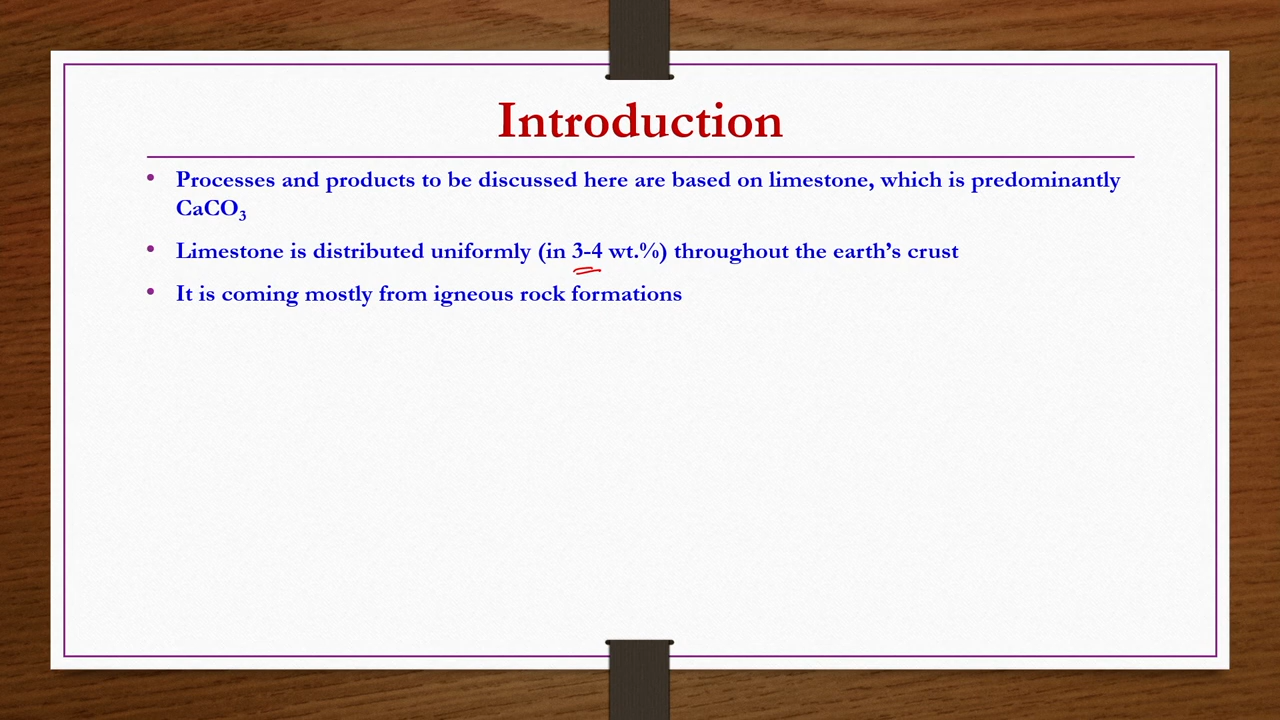 Introduction
• Processes and products to be discussed here are based on limestone, which is predominantly
CaCO₃
• Limestone is distributed uniformly (in 3-4 wt.%) throughout the earth’s crust
• It is coming mostly from igneous rock formations